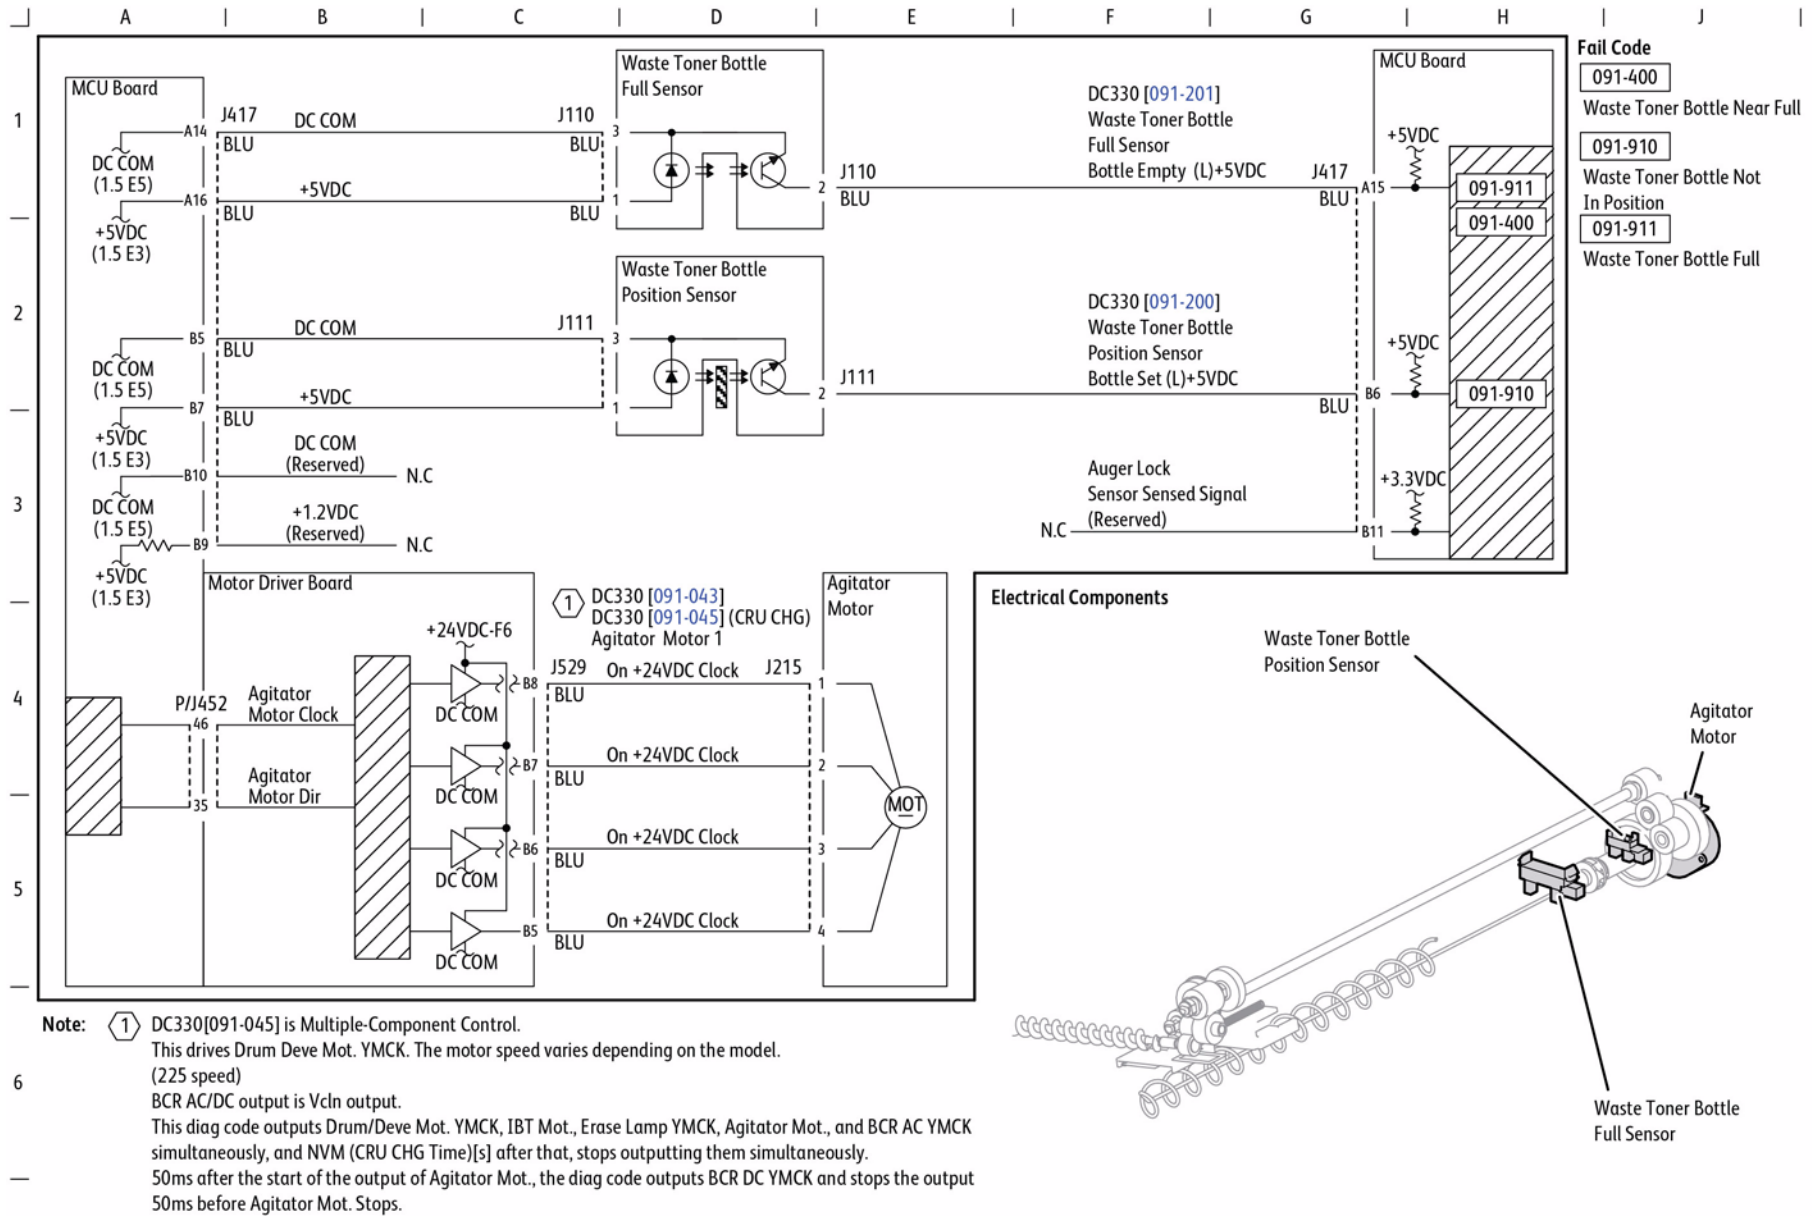 A B C D E F G H J
1
2
3
4
5
6
MCU Board
A14
J417
DC COM
BLU
J110
BLU
3
DC COM
(1.5 E5)
A16
+5VDC
BLU
BLU
1
+5VDC
(1.5 E3)
Waste Toner Bottle
Full Sensor
2
J110
BLU
DC330 [091-201]
Waste Toner Bottle
Full Sensor
Bottle Empty (L)+5VDC
J417
BLU
A15
MCU Board
+5VDC
091-911
091-400
Fail Code
091-400
Waste Toner Bottle Near Full
091-910
Waste Toner Bottle Not
In Position
091-911
Waste Toner Bottle Full
B5
DC COM
BLU
J111
3
DC COM
(1.5 E5)
B7
+5VDC
BLU
1
+5VDC
(1.5 E3)
Waste Toner Bottle
Position Sensor
2
J111
DC330 [091-200]
Waste Toner Bottle
Position Sensor
Bottle Set (L)+5VDC
BLU
B6
+5VDC
091-910
B10
DC COM
(Reserved)
N.C
DC COM
(1.5 E5)
B9
+1.2VDC
(Reserved)
N.C
+5VDC
(1.5 E3)
Auger Lock
Sensor Sensed Signal
(Reserved)
N.C
B11
+3.3VDC
Motor Driver Board
+24VDC-F6
P/J452
46
Agitator
Motor Clock
35
Agitator
Motor Dir
DC COM
DC COM
DC COM
DC COM
1
DC330 [091-043]
DC330 [091-045] (CRU CHG)
Agitator Motor 1
J529
On +24VDC Clock
J215
B8
BLU
1
On +24VDC Clock
B7
BLU
2
On +24VDC Clock
B6
BLU
3
On +24VDC Clock
B5
BLU
4
Agitator
Motor
MOT
Electrical Components
Waste Toner Bottle
Position Sensor
Agitator
Motor
Waste Toner Bottle
Full Sensor
Note: 1 DC330[091-045] is Multiple-Component Control.
This drives Drum Deve Mot. YMCK. The motor speed varies depending on the model.
(225 speed)
BCR AC/DC output is Vcln output.
This diag code outputs Drum/Deve Mot. YMCK, IBT Mot., Erase Lamp YMCK, Agitator Mot., and BCR AC YMCK
simultaneously, and NVM (CRU CHG Time)[s] after that, stops outputting them simultaneously.
50ms after the start of the output of Agitator Mot., the diag code outputs BCR DC YMCK and stops the output
50ms before Agitator Mot. Stops.